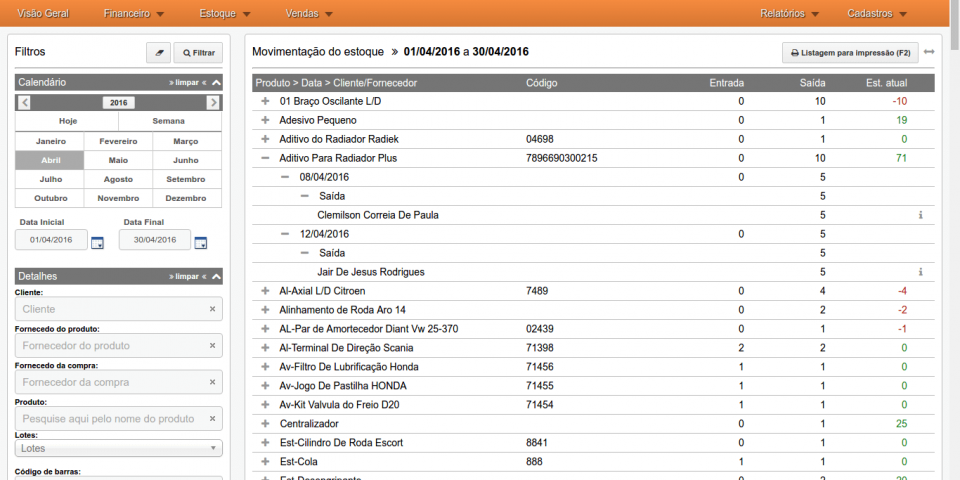 Visão Geral Financeiro Estoque Vendas Relatórios Cadastros
Filtros
Filtrar
Calendário » limpar «
2016
Hoje Semana
Janeiro Fevereiro Março
Abril Maio Junho
Julho Agosto Setembro
Outubro Novembro Dezembro
Data Inicial Data Final
01/04/2016 30/04/2016
Detalhes » limpar «
Cliente:
Cliente ×
Fornecedo do produto:
Fornecedor do produto ×
Fornecedo da compra:
Fornecedor da compra ×
Produto:
Pesquise aqui pelo nome do produto ×
Lotes:
Lotes
Código de barras:
Movimentação do estoque » 01/04/2016 a 30/04/2016
Listagem para impressão (F2)
Produto > Data > Cliente/Fornecedor Código Entrada Saída Est. atual
+ 01 Braço Oscilante L/D 0 10 -10
+ Adesivo Pequeno 0 1 19
+ Aditivo do Radiador Radiek 04698 0 1 0
− Aditivo Para Radiador Plus 7896690300215 0 10 71
− 08/04/2016 0 5
− Saída 5
Clemilson Correia De Paula 5 i
− 12/04/2016 0 5
− Saída 5
Jair De Jesus Rodrigues 5 i
+ Al-Axial L/D Citroen 7489 0 4 -4
+ Alinhamento de Roda Aro 14 0 2 -2
+ AL-Par de Amortecedor Diant Vw 25-370 02439 0 1 -1
+ Al-Terminal De Direção Scania 71398 2 2 0
+ Av-Filtro De Lubrificação Honda 71456 1 1 0
+ Av-Jogo De Pastilha HONDA 71455 1 1 0
+ Av-Kit Valvula do Freio D20 71454 1 1 0
+ Centralizador 0 1 25
+ Est-Cilindro De Roda Escort 8841 0 1 0
+ Est-Cola 888 1 1 0